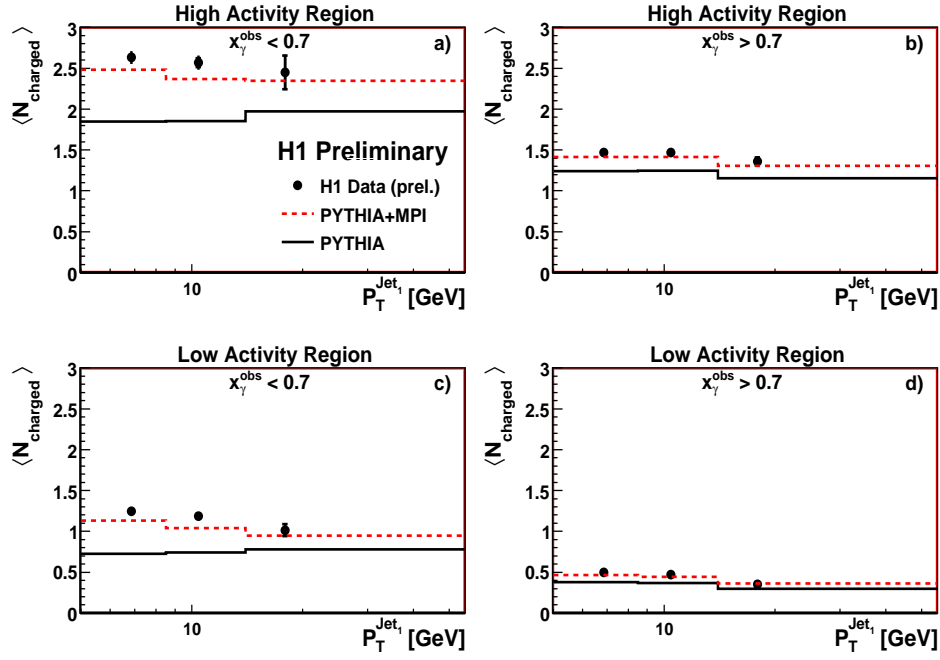 High Activity Region
x_γ^obs < 0.7
a)
⟨N_charged⟩
3
2.5
2
1.5
1
0.5
0
H1 Preliminary
H1 Data (prel.)
PYTHIA+MPI
PYTHIA
10
P_T^Jet_1 [GeV]
High Activity Region
x_γ^obs > 0.7
b)
⟨N_charged⟩
3
2.5
2
1.5
1
0.5
0
10
P_T^Jet_1 [GeV]
Low Activity Region
x_γ^obs < 0.7
c)
⟨N_charged⟩
3
2.5
2
1.5
1
0.5
0
10
P_T^Jet_1 [GeV]
Low Activity Region
x_γ^obs > 0.7
d)
⟨N_charged⟩
3
2.5
2
1.5
1
0.5
0
10
P_T^Jet_1 [GeV]